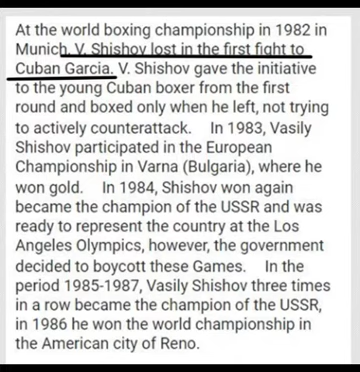 At the world boxing championship in 1982 in
Munich, V. Shishov lost in the first fight to
Cuban Garcia. V. Shishov gave the initiative
to the young Cuban boxer from the first
round and boxed only when he left, not trying
to actively counterattack. In 1983, Vasily
Shishov participated in the European
Championship in Varna (Bulgaria), where he
won gold. In 1984, Shishov won again
became the champion of the USSR and was
ready to represent the country at the Los
Angeles Olympics, however, the government
decided to boycott these Games. In the
period 1985-1987, Vasily Shishov three times
in a row became the champion of the USSR,
in 1986 he won the world championship in
the American city of Reno.